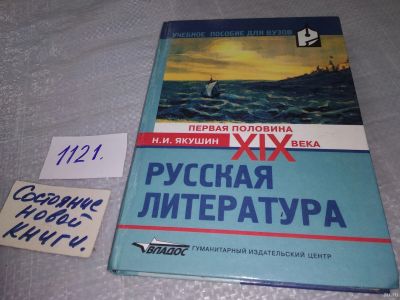 УЧЕБНОЕ ПОСОБИЕ ДЛЯ ВУЗОВ
ПЕРВАЯ ПОЛОВИНА
Н.И. ЯКУШИН XIX ВЕКА
РУССКАЯ
ЛИТЕРАТУРА
ВЛАДОС ГУМАНИТАРНЫЙ ИЗДАТЕЛЬСКИЙ ЦЕНТР
1121.
Состояние
новой
книги.